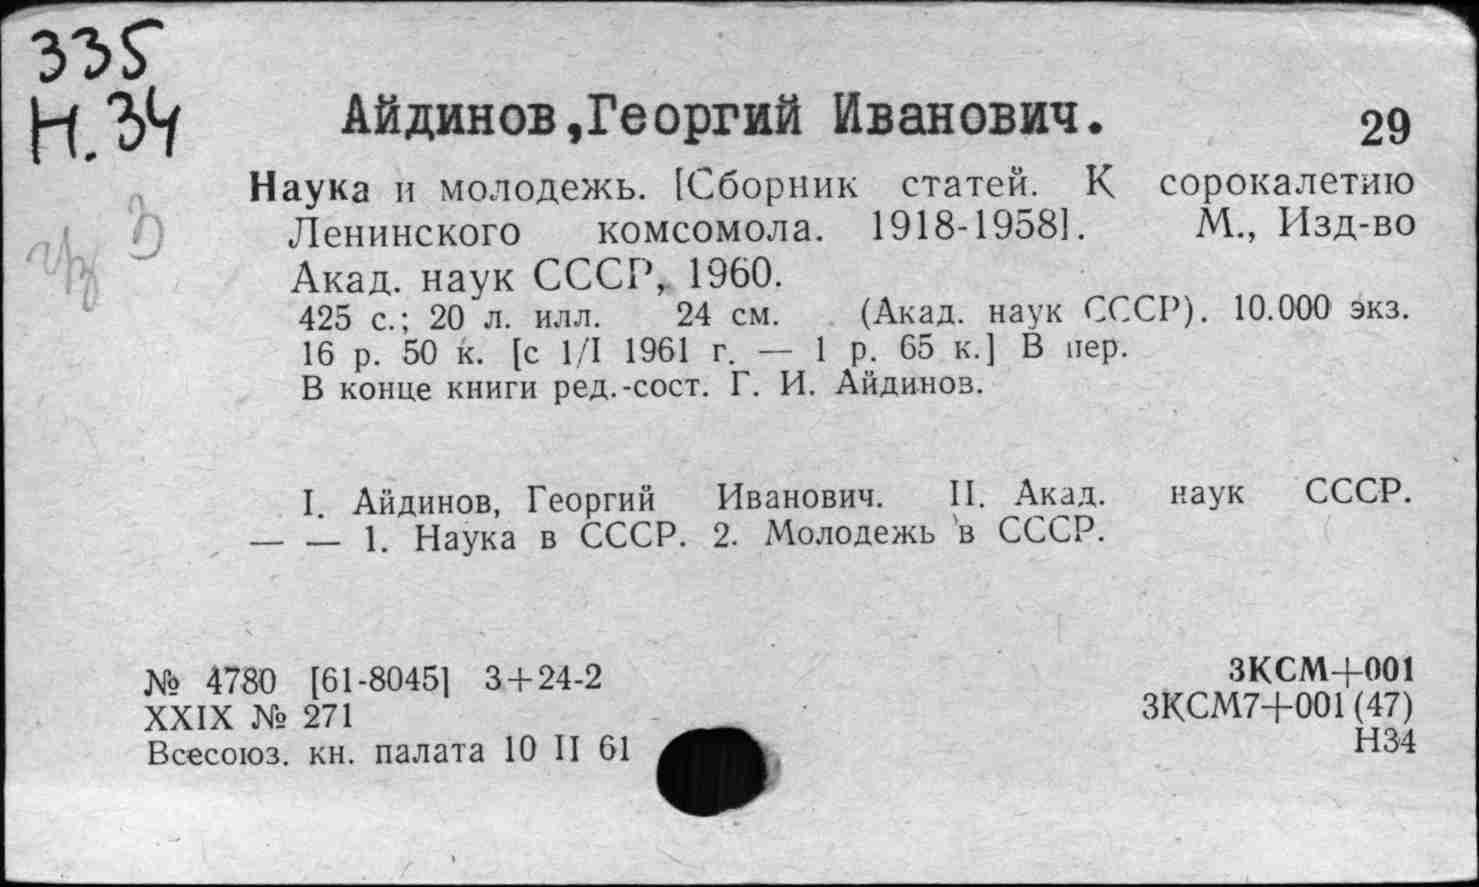 335
Н.34
Айдинов,Георгий Иванович. 29
Наука и молодежь. [Сборник статей. К сорокалетию
Ленинского комсомола. 1918-1958]. М., Изд-во
Акад. наук СССР, 1960.
425 с.; 20 л. илл. 24 см. (Акад. наук СССР). 10.000 экз.
16 р. 50 к. [с 1/I 1961 г. — 1 р. 65 к.] В пер.
В конце книги ред.-сост. Г. И. Айдинов.
I. Айдинов, Георгий Иванович. II. Акад. наук СССР.
— — 1. Наука в СССР. 2. Молодежь в СССР.
№ 4780 [61-8045] 3+24-2
XXIX № 271
Всесоюз. кн. палата 10 II 61
3КСМ+001
3КСМ7+001(47)
Н34